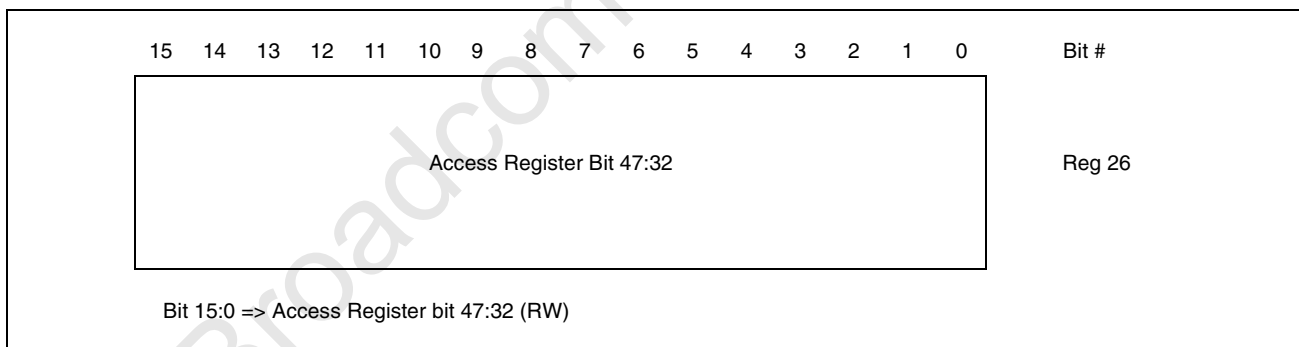 15 14 13 12 11 10 9 8 7 6 5 4 3 2 1 0 Bit #
Access Register Bit 47:32 Reg 26
Bit 15:0 => Access Register bit 47:32 (RW)
Broadcom